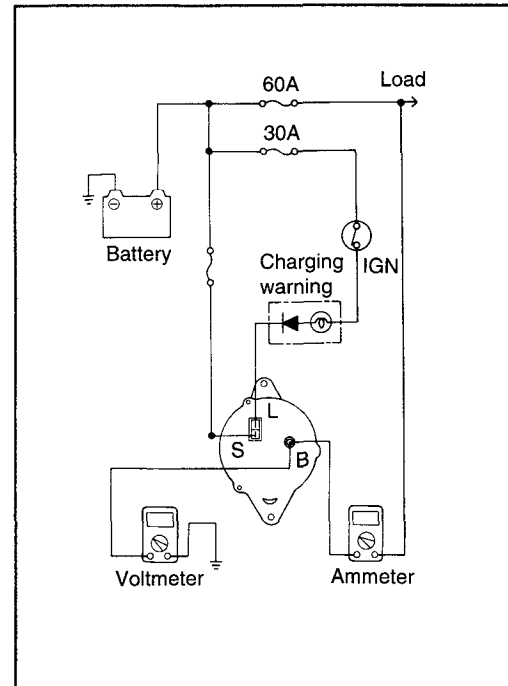 60A
Load
30A
⊖ ⊕
Battery
Charging
warning
IGN
L
S
B
Voltmeter
Ammeter